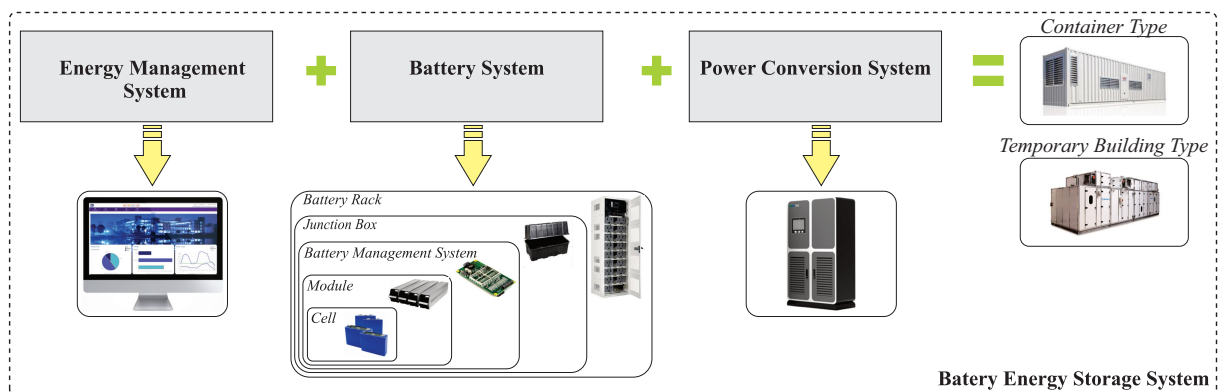 Energy Management
System
+
Battery System
+
Power Conversion System
=
Container Type
Temporary Building Type
Battery Rack
Junction Box
Battery Management System
Module
Cell
Batery Energy Storage System